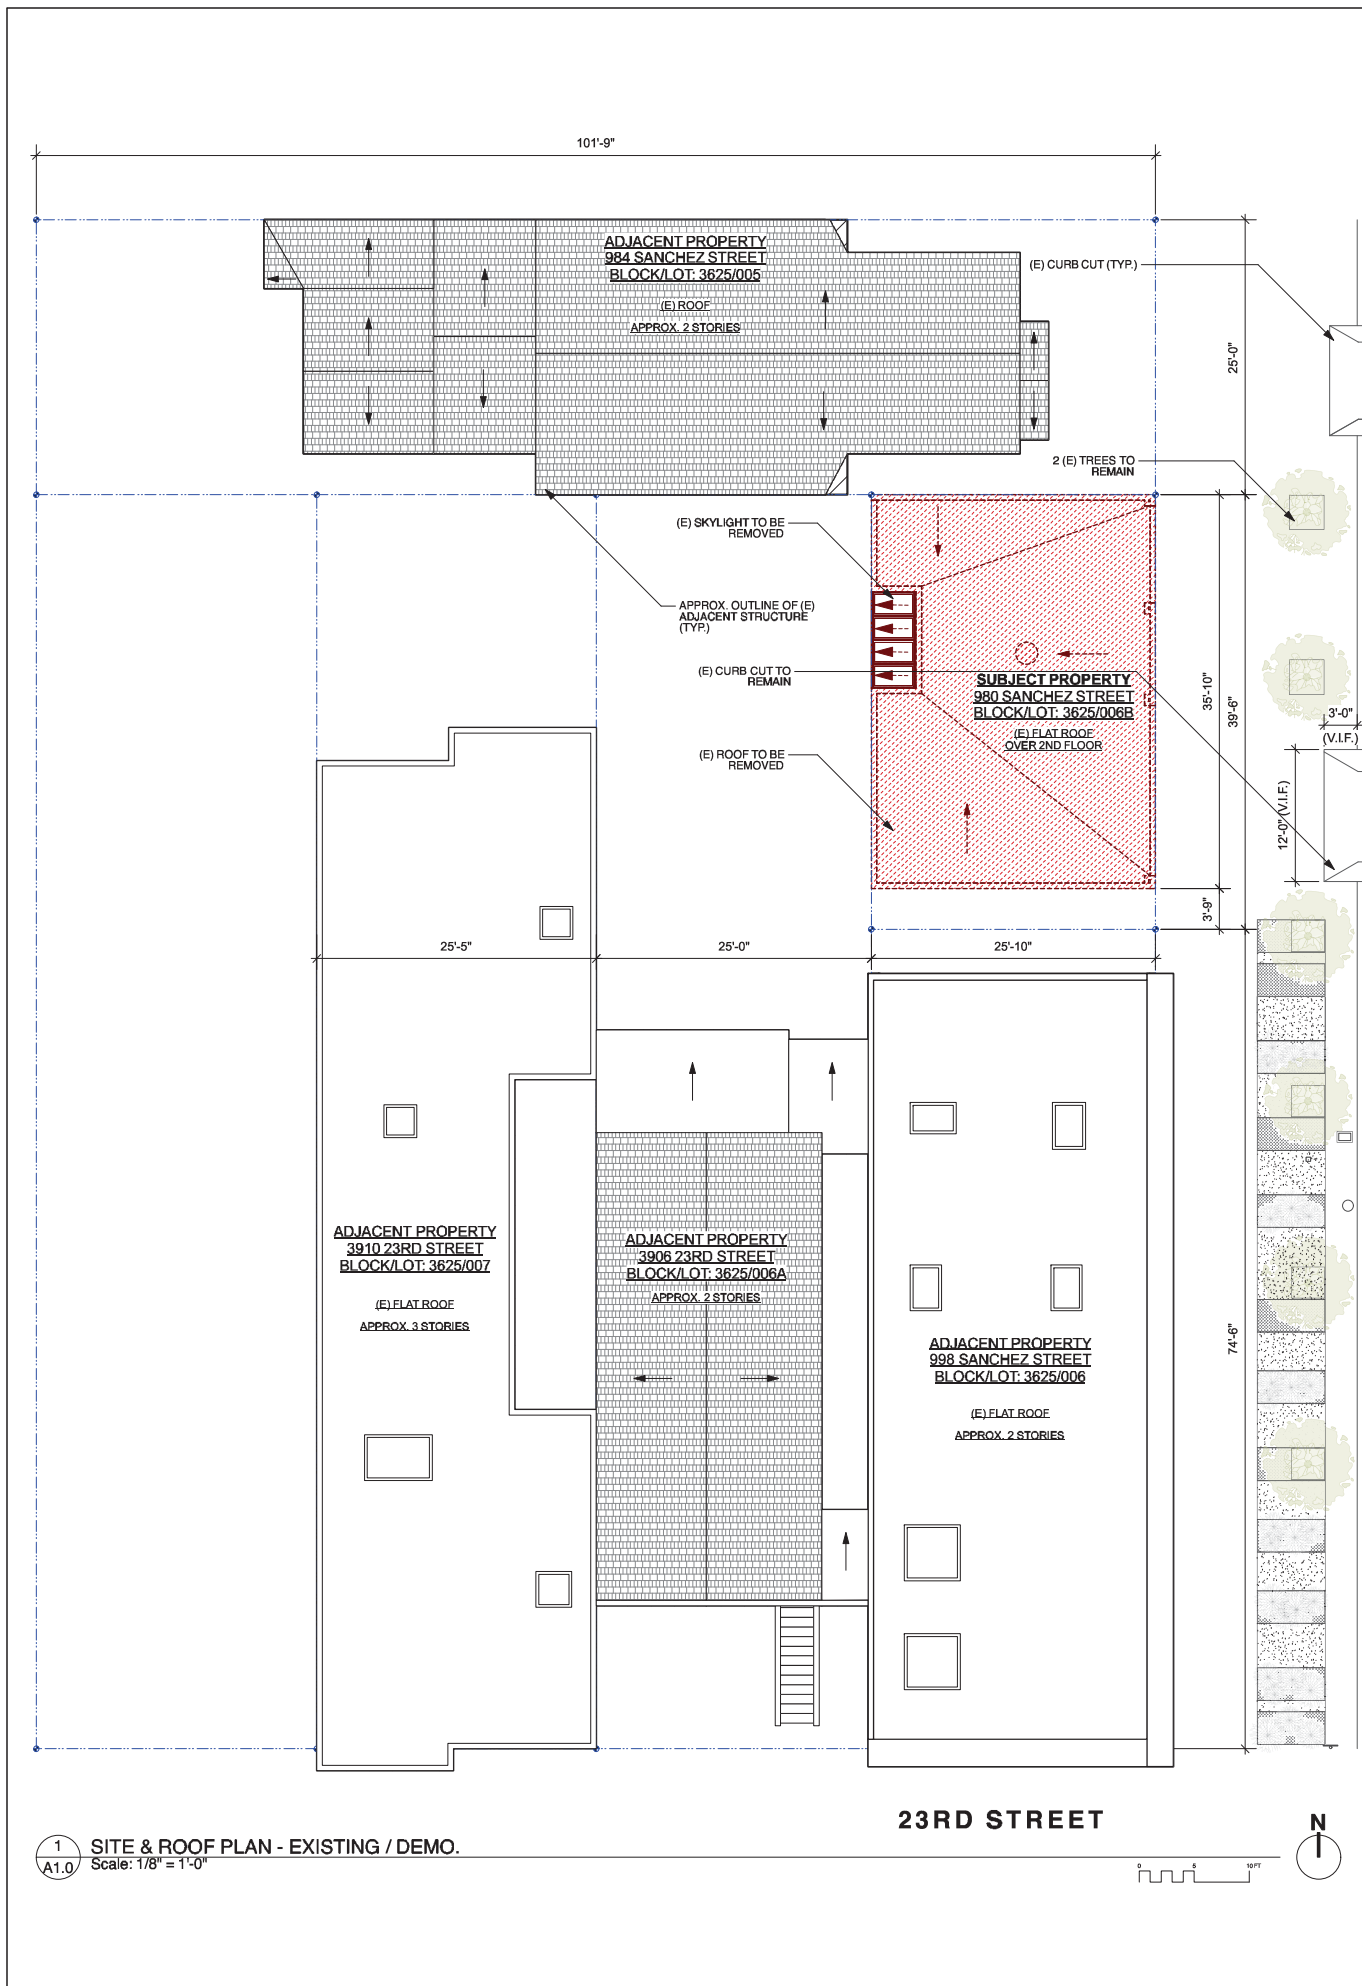 101'-9"
ADJACENT PROPERTY
984 SANCHEZ STREET
BLOCK/LOT: 3625/005
(E) ROOF
APPROX. 2 STORIES
(E) CURB CUT (TYP.)
25'-0"
2 (E) TREES TO
REMAIN
(E) SKYLIGHT TO BE
REMOVED
APPROX. OUTLINE OF (E)
ADJACENT STRUCTURE
(TYP.)
(E) CURB CUT TO
REMAIN
SUBJECT PROPERTY
980 SANCHEZ STREET
BLOCK/LOT: 3625/006B
(E) FLAT ROOF
OVER 2ND FLOOR
35'-10"
39'-6"
3'-0"
(V.I.F.)
(E) ROOF TO BE
REMOVED
12'-0" (V.I.F.)
3'-9"
25'-5"
25'-0"
25'-10"
ADJACENT PROPERTY
3910 23RD STREET
BLOCK/LOT: 3625/007
(E) FLAT ROOF
APPROX. 3 STORIES
ADJACENT PROPERTY
3906 23RD STREET
BLOCK/LOT: 3625/006A
APPROX. 2 STORIES
ADJACENT PROPERTY
998 SANCHEZ STREET
BLOCK/LOT: 3625/006
(E) FLAT ROOF
APPROX. 2 STORIES
74'-6"
23RD STREET
N
1
A1.0
SITE & ROOF PLAN - EXISTING / DEMO.
Scale: 1/8" = 1'-0"
0 5 10 FT